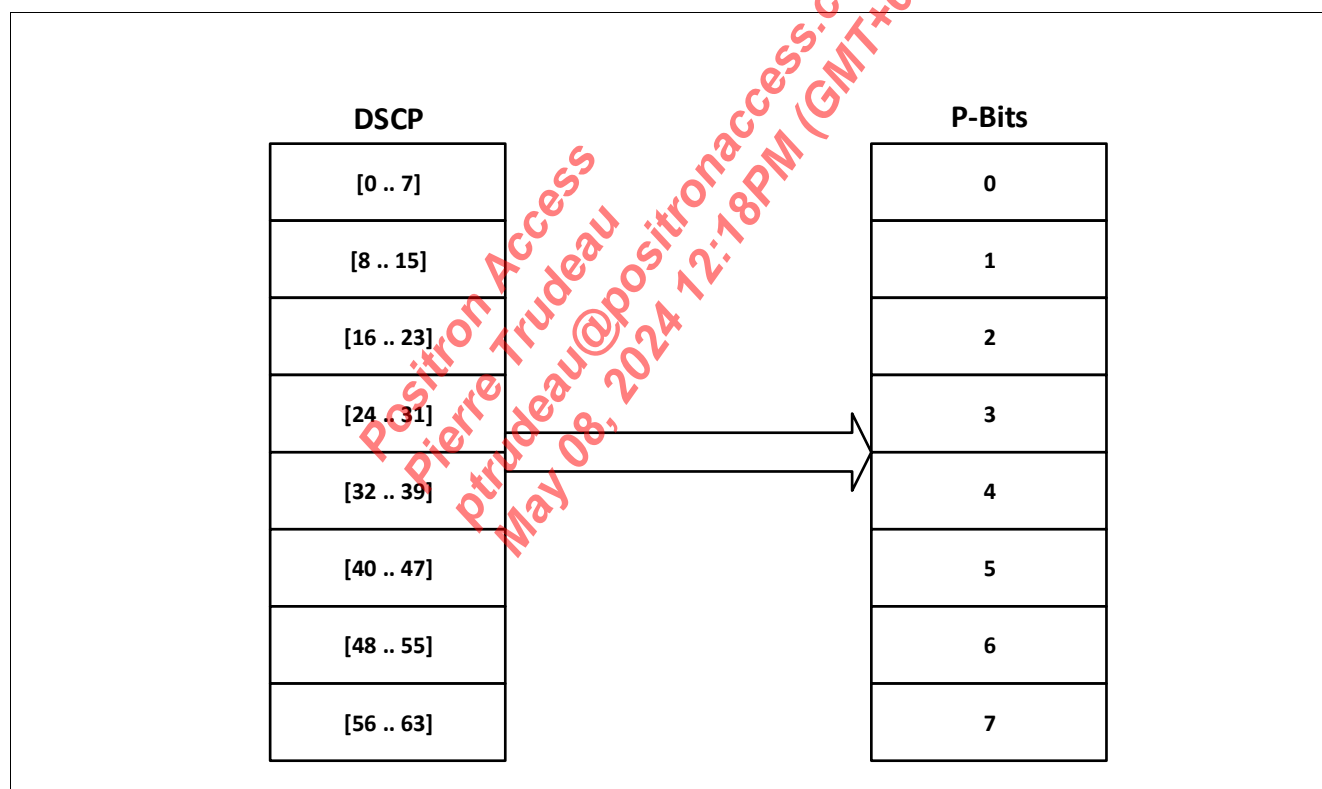 DSCP
P-Bits
[0 .. 7]
0
[8 .. 15]
1
[16 .. 23]
2
[24 .. 31]
3
[32 .. 39]
4
[40 .. 47]
5
[48 .. 55]
6
[56 .. 63]
7
Positron Access
Pierre Trudeau
ptrudeau@positronaccess.c
May 08, 2024 12:18PM (GMT+